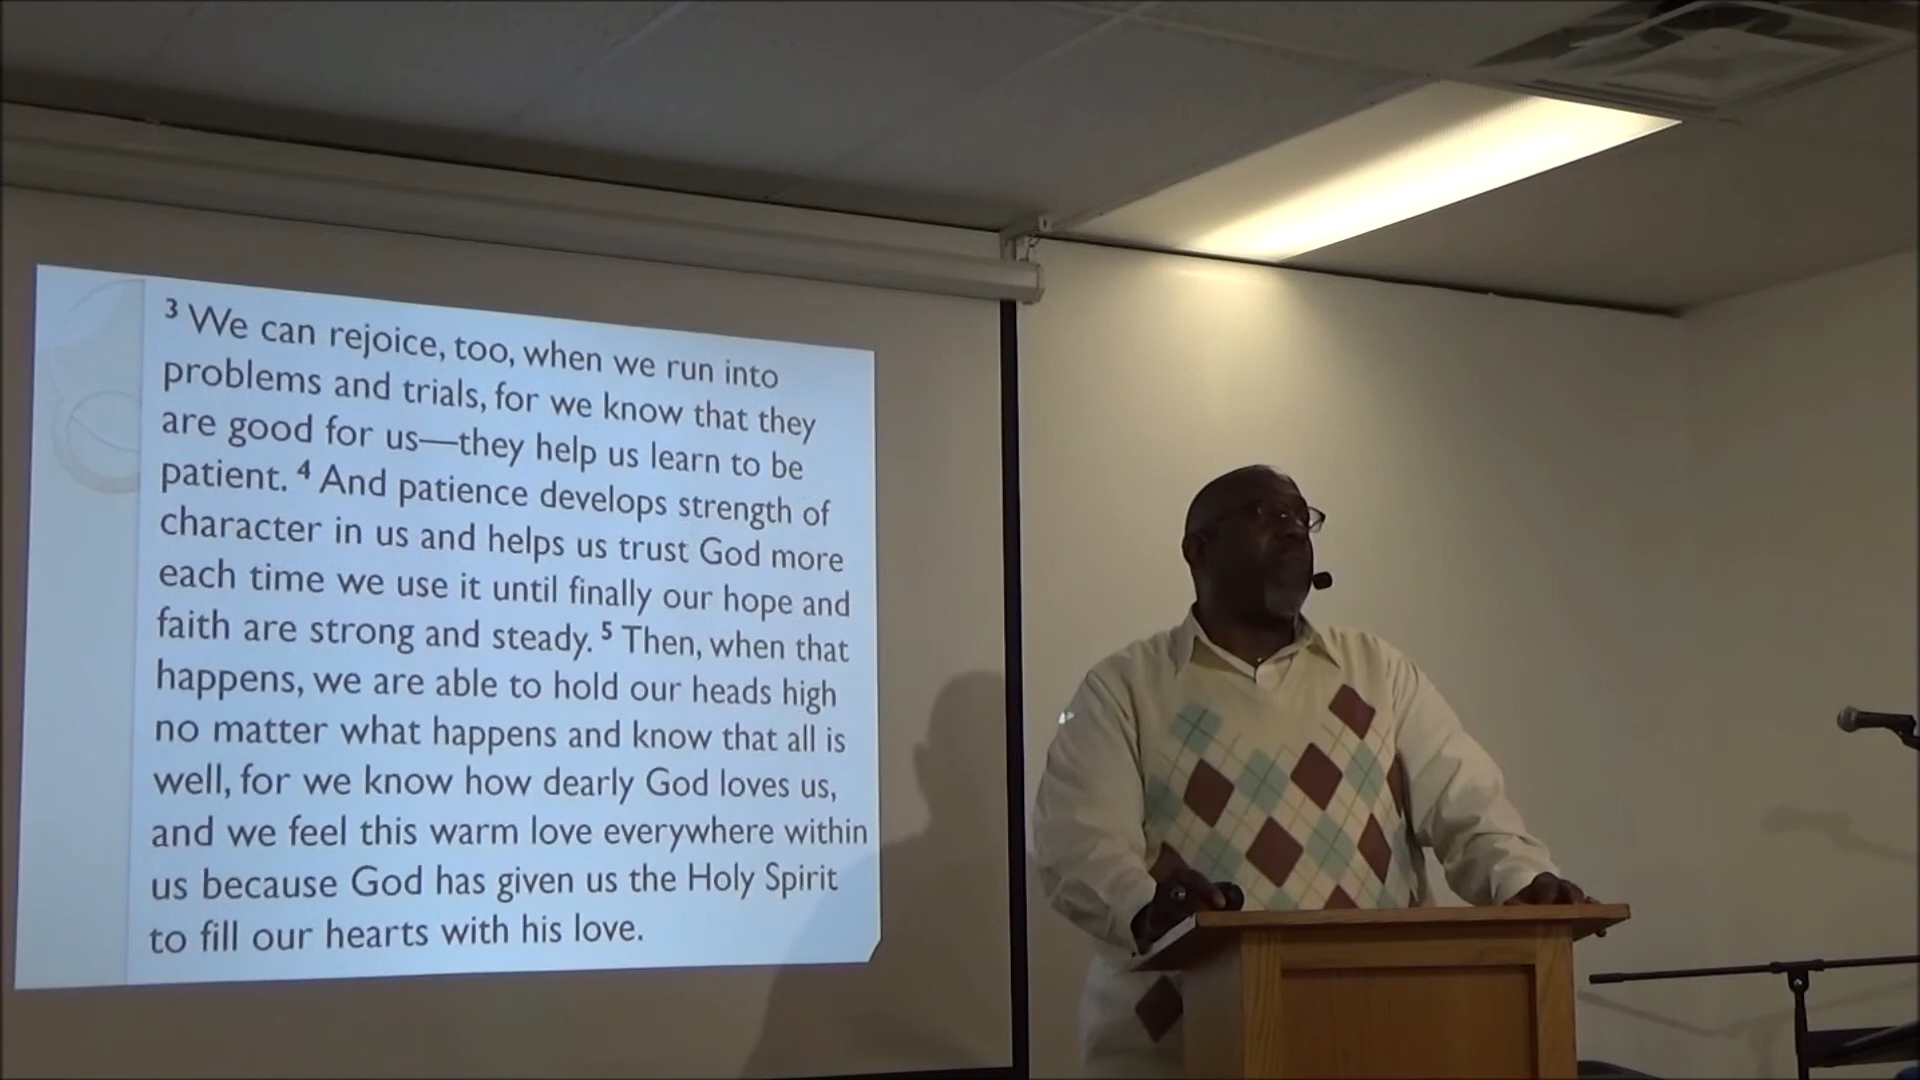 3 We can rejoice, too, when we run into
problems and trials, for we know that they
are good for us—they help us learn to be
patient. 4 And patience develops strength of
character in us and helps us trust God more
each time we use it until finally our hope and
faith are strong and steady. 5 Then, when that
happens, we are able to hold our heads high
no matter what happens and know that all is
well, for we know how dearly God loves us,
and we feel this warm love everywhere within
us because God has given us the Holy Spirit
to fill our hearts with his love.